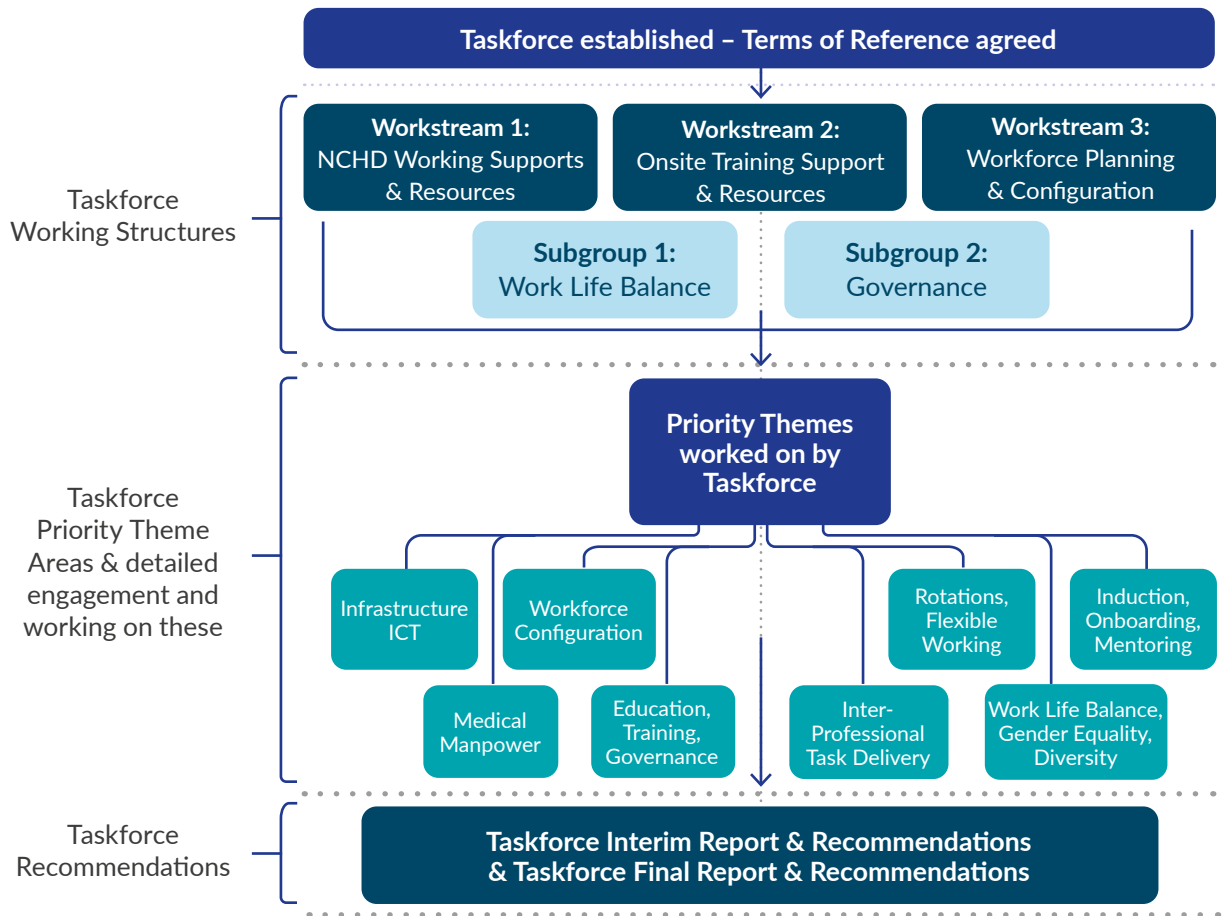 Taskforce established – Terms of Reference agreed
Taskforce
Working Structures
Workstream 1:
NCHD Working Supports
& Resources
Workstream 2:
Onsite Training Support
& Resources
Workstream 3:
Workforce Planning
& Configuration
Subgroup 1:
Work Life Balance
Subgroup 2:
Governance
Taskforce
Priority Theme
Areas & detailed
engagement and
working on these
Priority Themes
worked on by
Taskforce
Infrastructure
ICT
Workforce
Configuration
Rotations,
Flexible
Working
Induction,
Onboarding,
Mentoring
Medical
Manpower
Education,
Training,
Governance
Inter-
Professional
Task Delivery
Work Life Balance,
Gender Equality,
Diversity
Taskforce
Recommendations
Taskforce Interim Report & Recommendations
& Taskforce Final Report & Recommendations